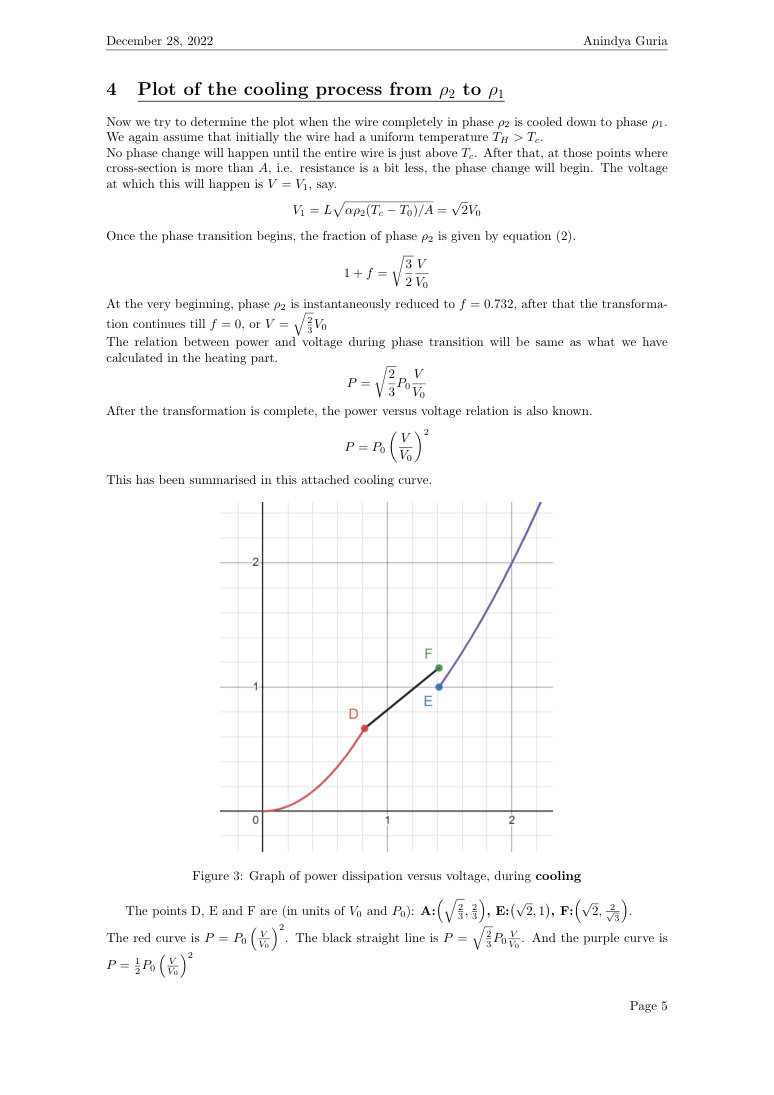 December 28, 2022 Anindya Guria
4 Plot of the cooling process from ρ₂ to ρ₁
Now we try to determine the plot when the wire completely in phase ρ₂ is cooled down to phase ρ₁.
We again assume that initially the wire had a uniform temperature T_H > T_c.
No phase change will happen until the entire wire is just above T_c. After that, at those points where
cross-section is more than A, i.e. resistance is a bit less, the phase change will begin. The voltage
at which this will happen is V = V₁, say.
V₁ = L√(αρ₂(T_c − T₀)/A) = √2V₀
Once the phase transition begins, the fraction of phase ρ₂ is given by equation (2).
1 + f = √(3/2) V/V₀
At the very beginning, phase ρ₂ is instantaneously reduced to f = 0.732, after that the transforma-
tion continues till f = 0, or V = √(2/3)V₀
The relation between power and voltage during phase transition will be same as what we have
calculated in the heating part.
P = √(2/3) P₀ V/V₀
After the transformation is complete, the power versus voltage relation is also known.
P = P₀ (V/V₀)²
This has been summarised in this attached cooling curve.
2
F
1
E
D
0 1 2
Figure 3: Graph of power dissipation versus voltage, during cooling
The points D, E and F are (in units of V₀ and P₀): A:(√(2/3), 2/3), E:(√2, 1), F:(√2, 2/√3).
The red curve is P = P₀ (V/V₀)². The black straight line is P = √(2/3) P₀ V/V₀. And the purple curve is
P = 1/2 P₀ (V/V₀)²
Page 5